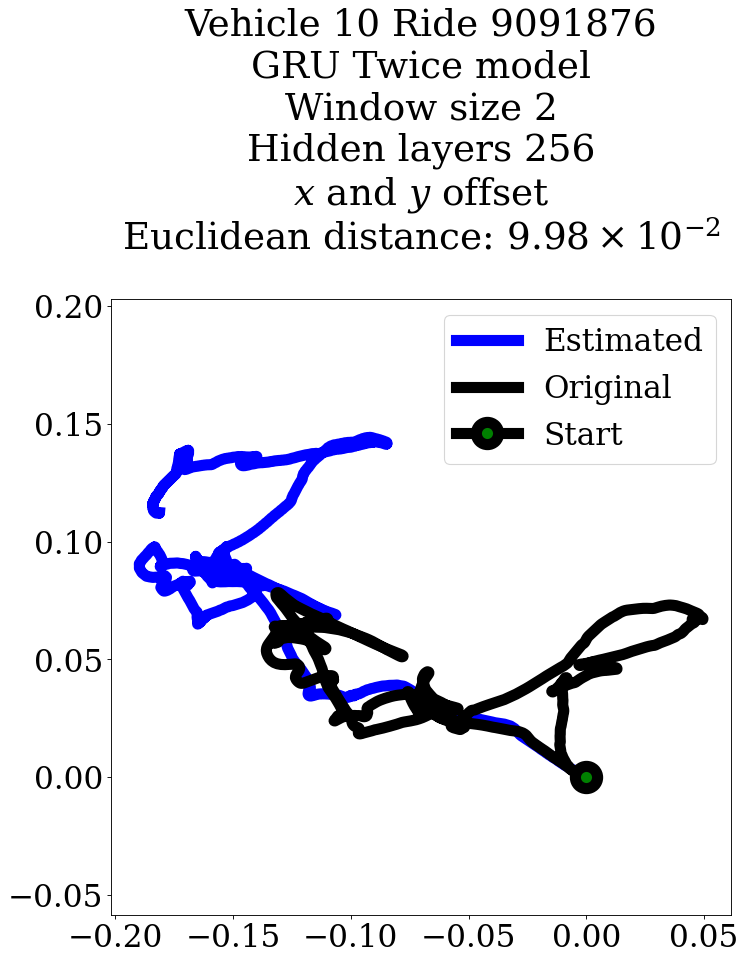 Vehicle 10 Ride 9091876
GRU Twice model
Window size 2
Hidden layers 256
x and y offset
Euclidean distance: 9.98 × 10⁻²
0.20
0.15
0.10
0.05
0.00
−0.05
Estimated
Original
Start
−0.20 −0.15 −0.10 −0.05 0.00 0.05